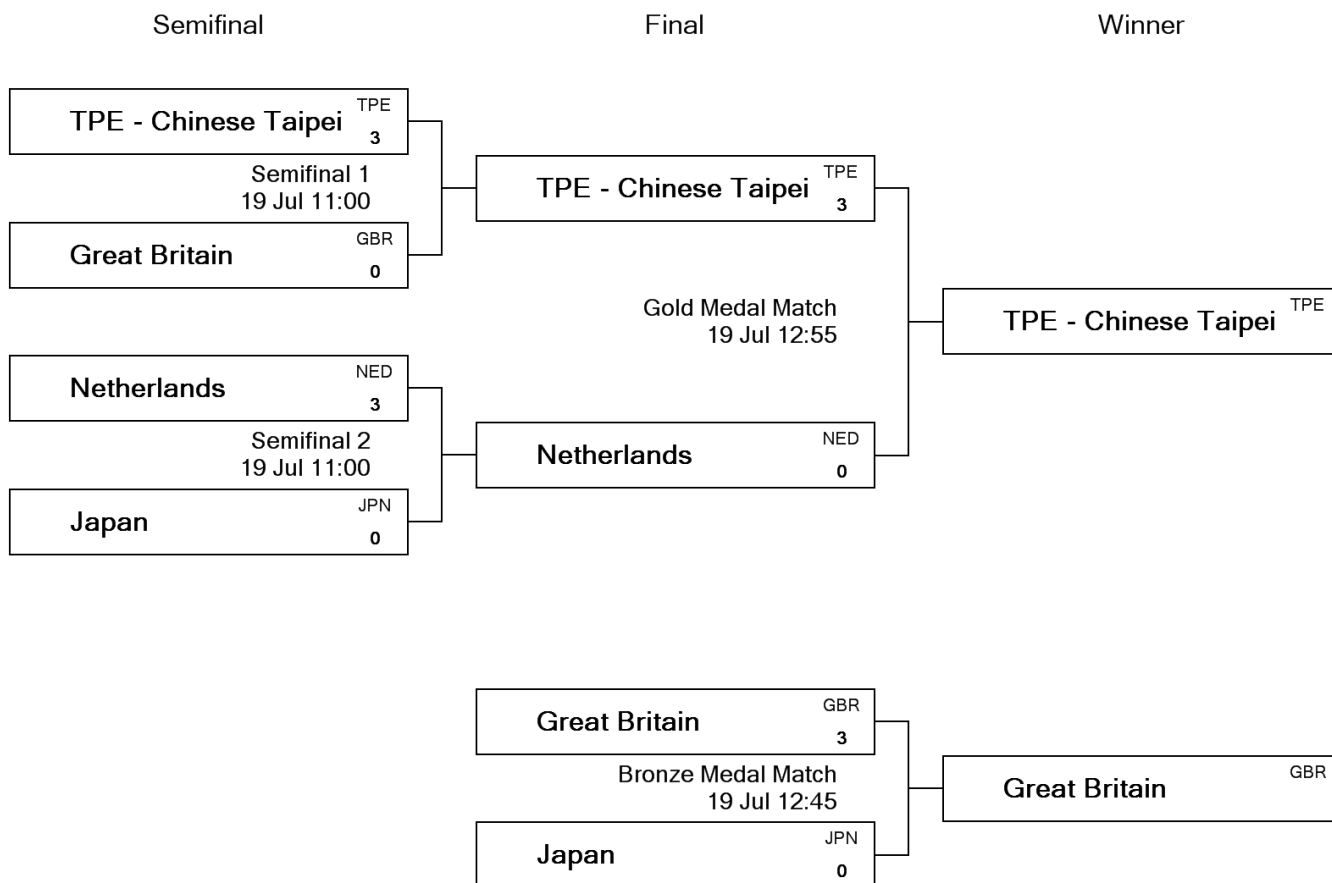 Semifinal
Final
Winner
TPE - Chinese Taipei
TPE
3
Semifinal 1
19 Jul 11:00
Great Britain
GBR
0
TPE - Chinese Taipei
TPE
3
Gold Medal Match
19 Jul 12:55
TPE - Chinese Taipei
TPE
Netherlands
NED
3
Semifinal 2
19 Jul 11:00
Japan
JPN
0
Netherlands
NED
0
Great Britain
GBR
3
Bronze Medal Match
19 Jul 12:45
Japan
JPN
0
Great Britain
GBR